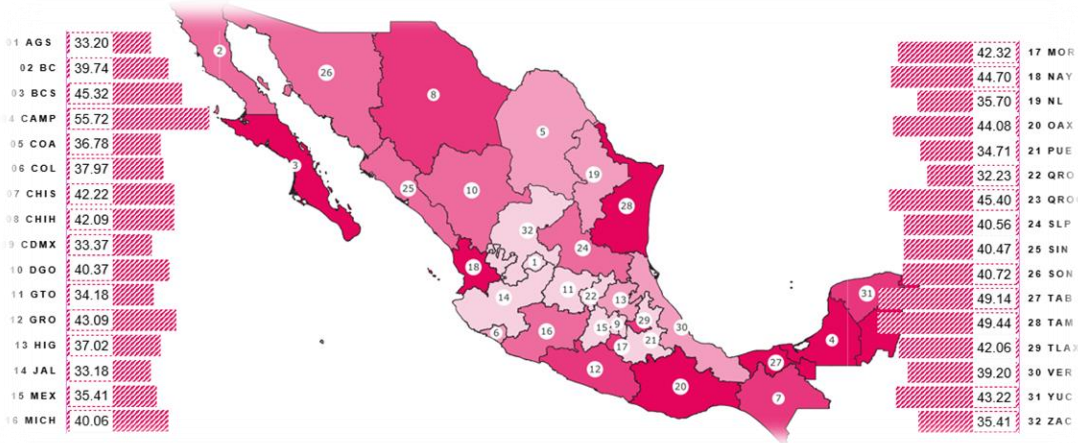 01 AGS 33.20
02 BC 39.74
03 BCS 45.32
04 CAMP 55.72
05 COA 36.78
06 COL 37.97
07 CHIS 42.22
08 CHIH 42.09
09 CDMX 33.37
10 DGO 40.37
11 GTO 34.18
12 GRO 43.09
13 HIG 37.02
14 JAL 33.18
15 MEX 35.41
16 MICH 40.06
2
26
8
5
3
25
10
19
28
32
24
18
1
14
11
22
13
31
6
16
15
9
29
30
17
21
4
12
27
20
7
42.32 17 MOR
44.70 18 NAY
35.70 19 NL
44.08 20 OAX
34.71 21 PUE
32.23 22 QRO
45.40 23 QRO
40.56 24 SLP
40.47 25 SIN
40.72 26 SON
49.14 27 TAB
49.44 28 TAM
42.06 29 TLAX
39.20 30 VER
43.22 31 YUC
35.41 32 ZAC